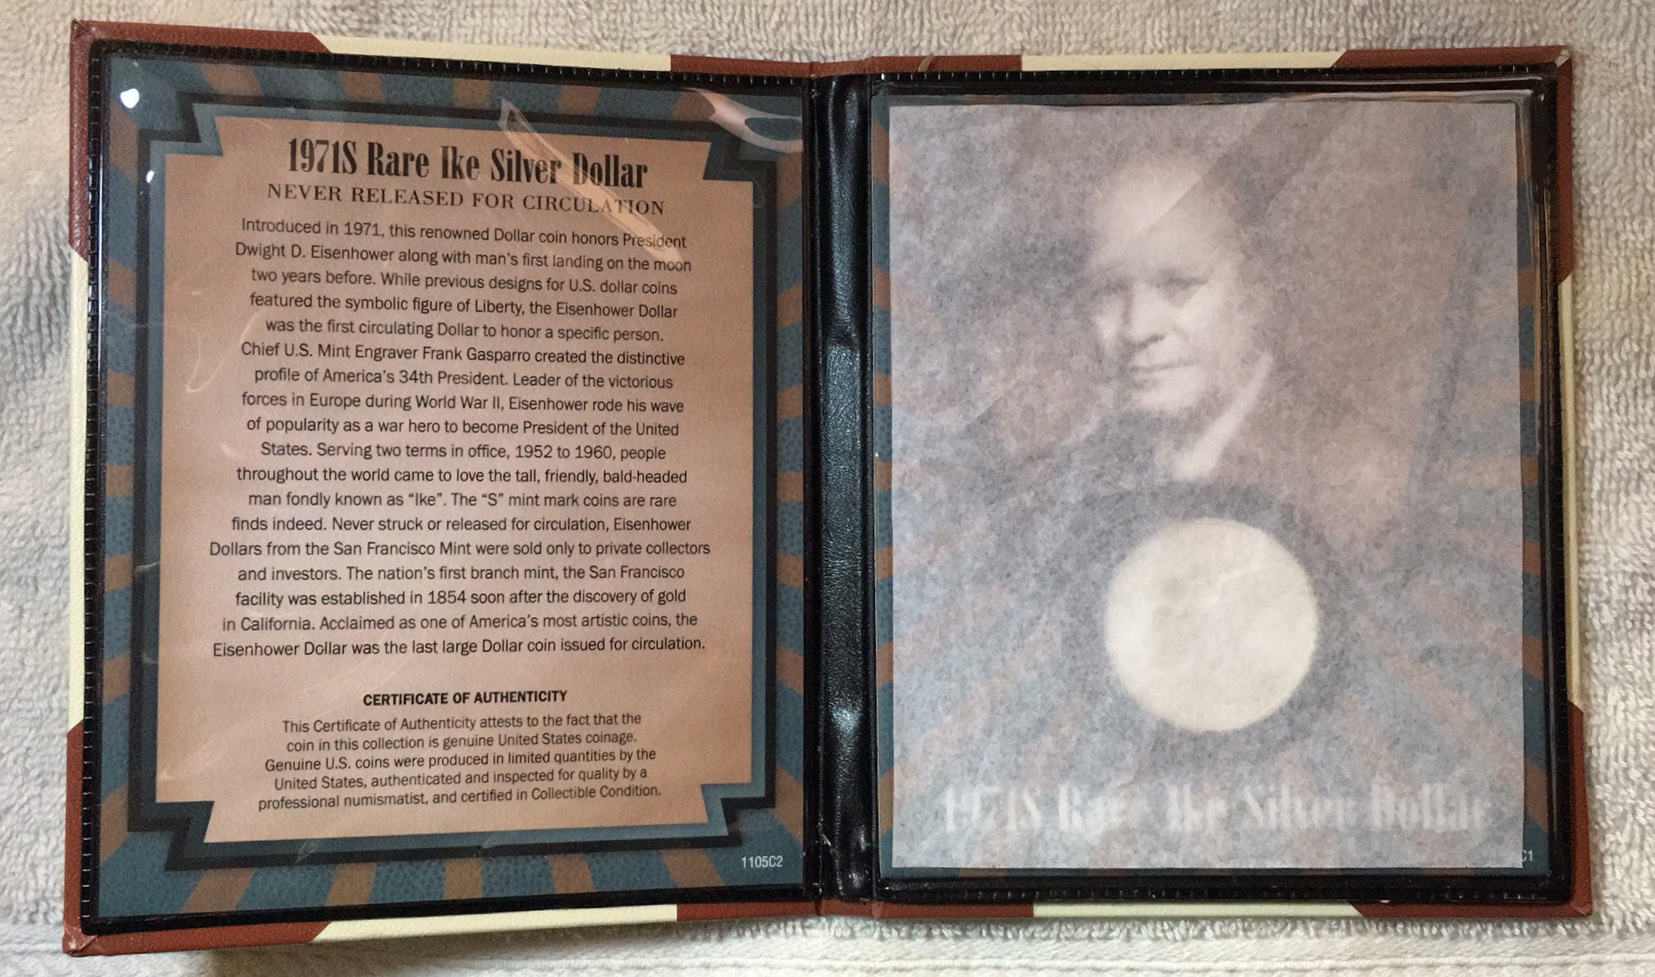 1971S Rare Ike Silver Dollar
NEVER RELEASED FOR CIRCULATION
Introduced in 1971, this renowned Dollar coin honors President
Dwight D. Eisenhower along with man's first landing on the moon
two years before. While previous designs for U.S. dollar coins
featured the symbolic figure of Liberty, the Eisenhower Dollar
was the first circulating Dollar to honor a specific person.
Chief U.S. Mint Engraver Frank Gasparro created the distinctive
profile of America's 34th President. Leader of the victorious
forces in Europe during World War II, Eisenhower rode his wave
of popularity as a war hero to become President of the United
States. Serving two terms in office, 1952 to 1960, people
throughout the world came to love the tall, friendly, bald-headed
man fondly known as “Ike”. The “S” mint mark coins are rare
finds indeed. Never struck or released for circulation, Eisenhower
Dollars from the San Francisco Mint were sold only to private collectors
and investors. The nation's first branch mint, the San Francisco
facility was established in 1854 soon after the discovery of gold
in California. Acclaimed as one of America's most artistic coins, the
Eisenhower Dollar was the last large Dollar coin issued for circulation.
CERTIFICATE OF AUTHENTICITY
This Certificate of Authenticity attests to the fact that the
coin in this collection is genuine United States coinage.
Genuine U.S. coins were produced in limited quantities by the
United States, authenticated and inspected for quality by a
professional numismatist, and certified in Collectible Condition.
1105C2
1971S Rare Ike Silver Dollar
C1